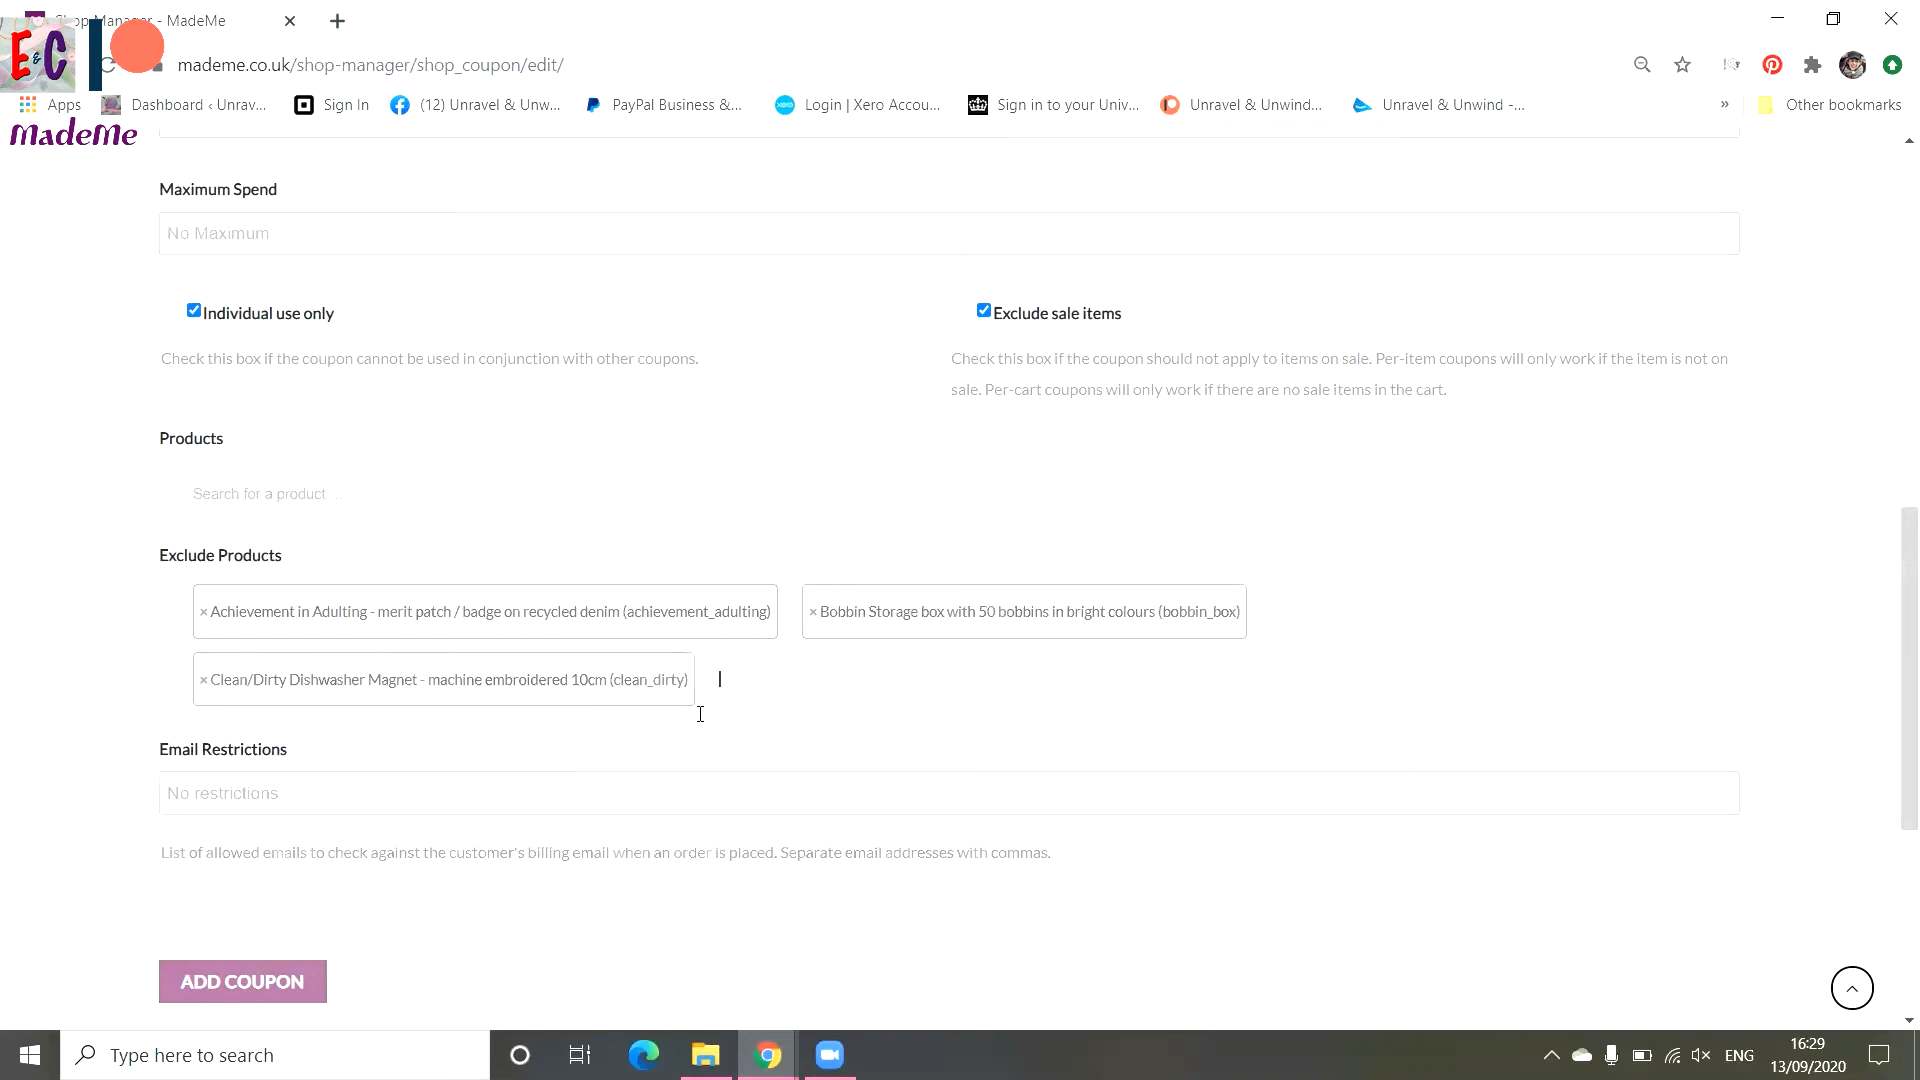 Shop Manager - MadeMe
E&C
mademe.co.uk/shop-manager/shop_coupon/edit/
Apps
Dashboard ‹ Unrav...
Sign In
(12) Unravel & Unw...
PayPal Business &...
Login | Xero Accou...
Sign in to your Univ...
Unravel & Unwind...
Unravel & Unwind -...
»
Other bookmarks
MadeMe
Maximum Spend
No Maximum
Individual use only
Exclude sale items
Check this box if the coupon cannot be used in conjunction with other coupons.
Check this box if the coupon should not apply to items on sale. Per-item coupons will only work if the item is not on
sale. Per-cart coupons will only work if there are no sale items in the cart.
Products
Search for a product ...
Exclude Products
× Achievement in Adulting - merit patch / badge on recycled denim (achievement_adulting)
× Bobbin Storage box with 50 bobbins in bright colours (bobbin_box)
× Clean/Dirty Dishwasher Magnet - machine embroidered 10cm (clean_dirty)
Email Restrictions
No restrictions
List of allowed emails to check against the customer's billing email when an order is placed. Separate email addresses with commas.
ADD COUPON
Type here to search
ENG
16:29
13/09/2020